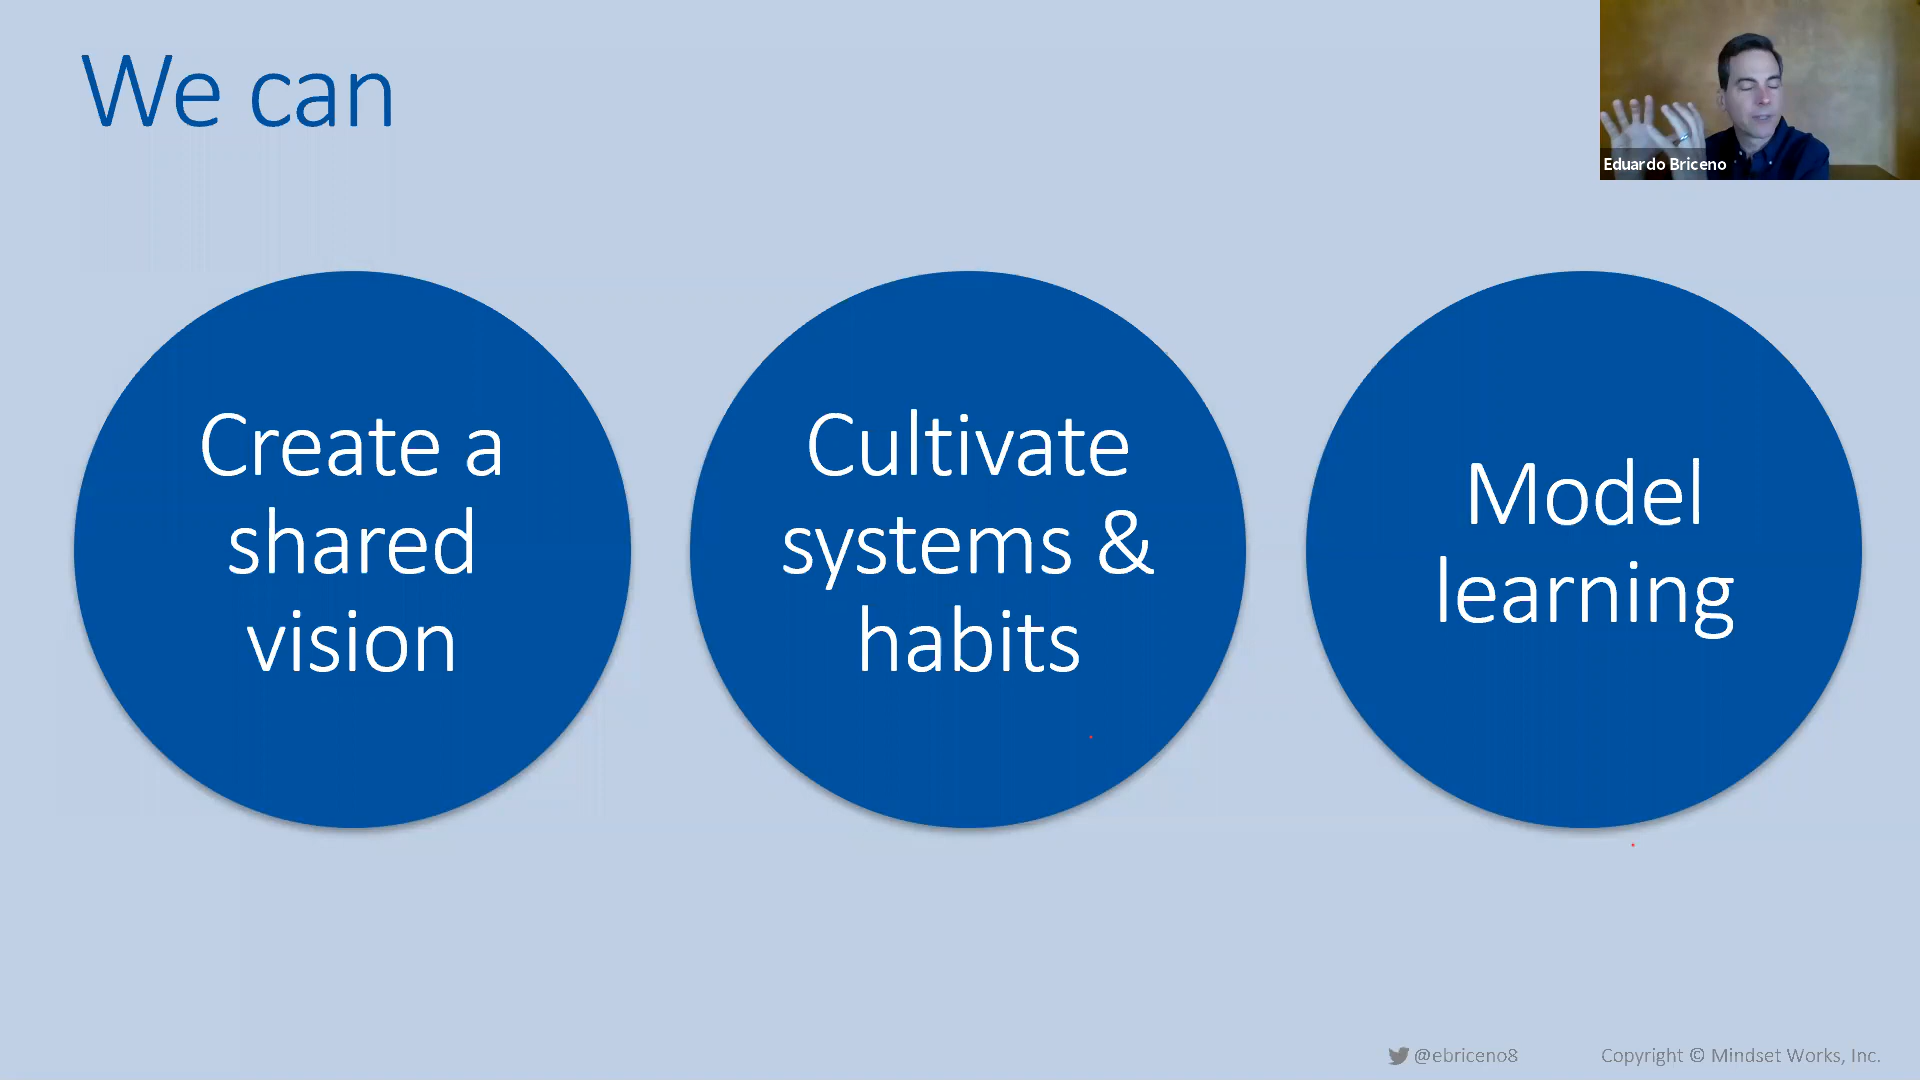 We can
Eduardo Briceno
Create a
shared
vision
Cultivate
systems &
habits
Model
learning
@ebriceno8
Copyright © Mindset Works, Inc.